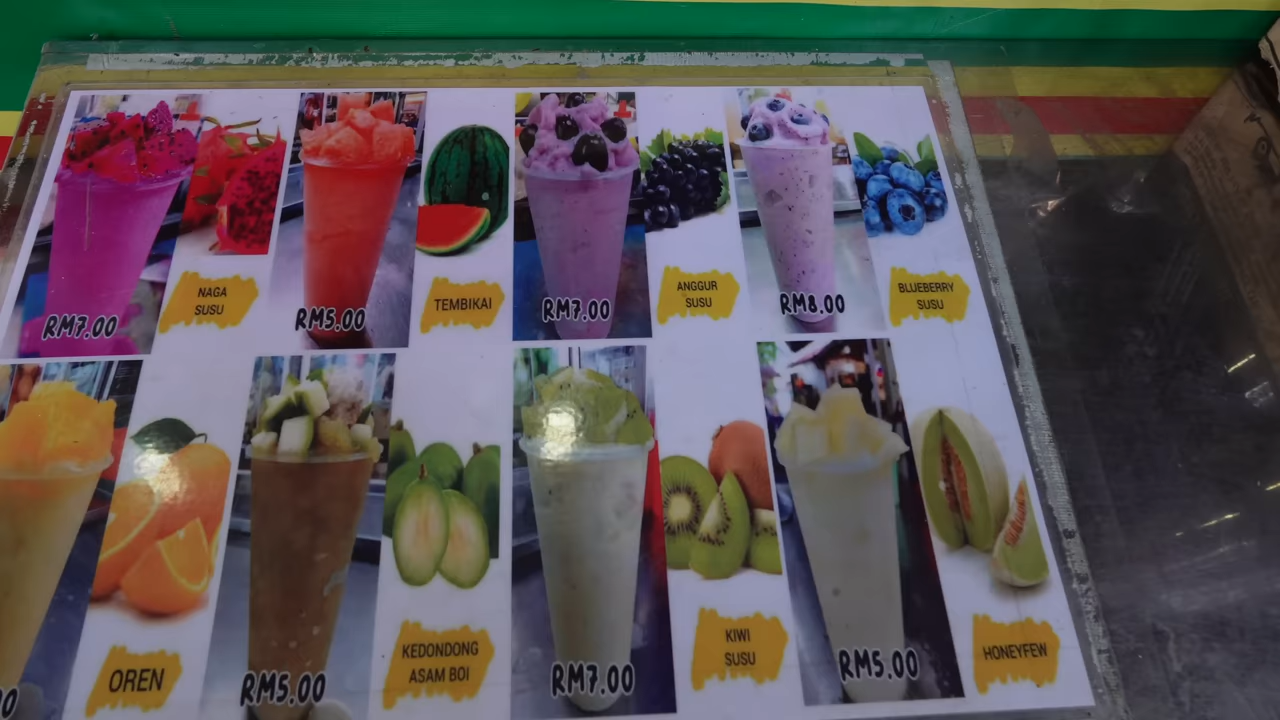 RM7.00
NAGA
SUSU
RM5.00
TEMBIKAI
RM7.00
ANGGUR
SUSU
RM8.00
BLUEBERRY
SUSU
OREN
RM5.00
KEDONDONG
ASAM BOI
RM7.00
KIWI
SUSU
RM5.00
HONEYFEW